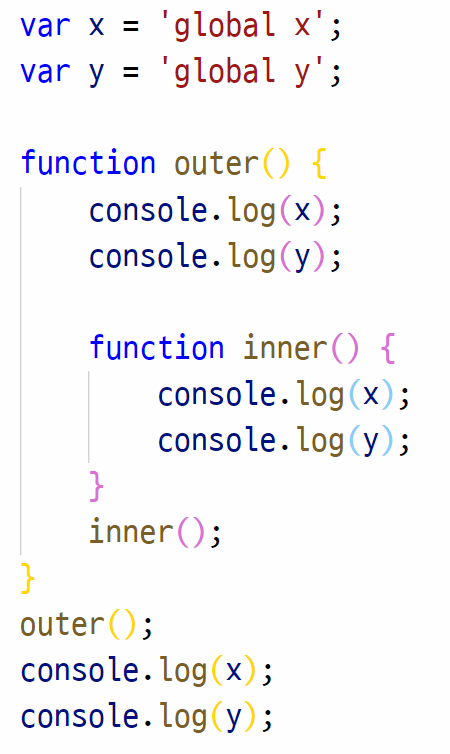 var x = 'global x';
var y = 'global y';

function outer() {
    console.log(x);
    console.log(y);

    function inner() {
        console.log(x);
        console.log(y);
    }
    inner();
}
outer();
console.log(x);
console.log(y);